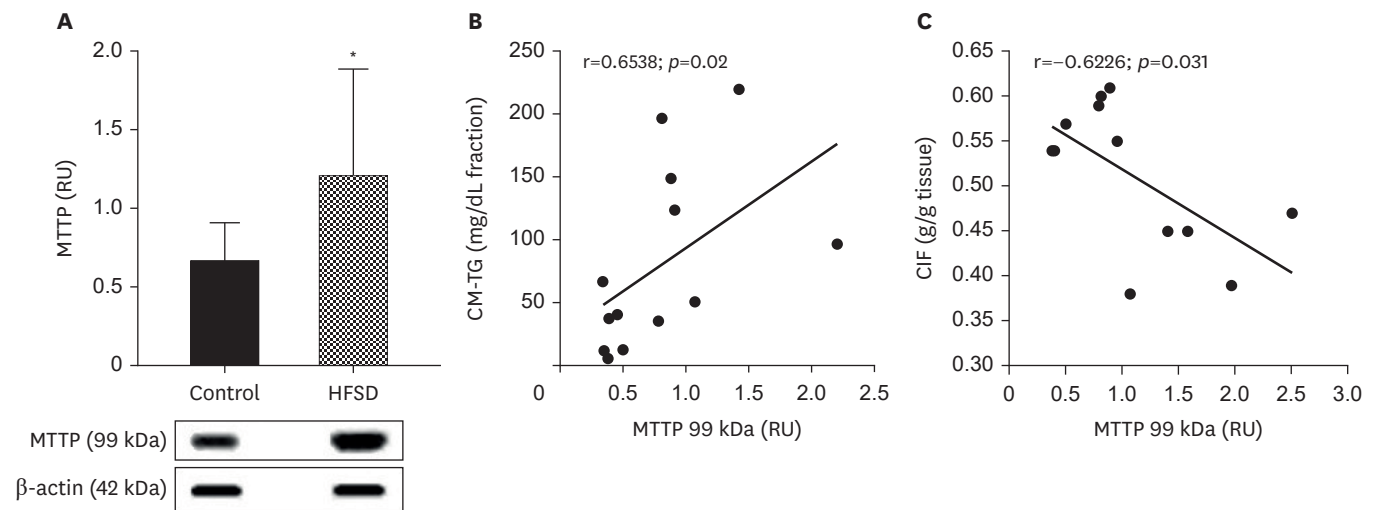 A
2.0
1.5
1.0
0.5
0
MTTP (RU)
*
Control
HFSD
MTTP (99 kDa)
β-actin (42 kDa)
B
250
200
150
100
50
0
CM-TG (mg/dL fraction)
r=0.6538; p=0.02
0.5
1.0
1.5
2.0
2.5
MTTP 99 kDa (RU)
C
0.65
0.60
0.55
0.50
0.45
0.40
0.35
0.30
CIF (g/g tissue)
r=−0.6226; p=0.031
0
0.5
1.0
1.5
2.0
2.5
3.0
MTTP 99 kDa (RU)